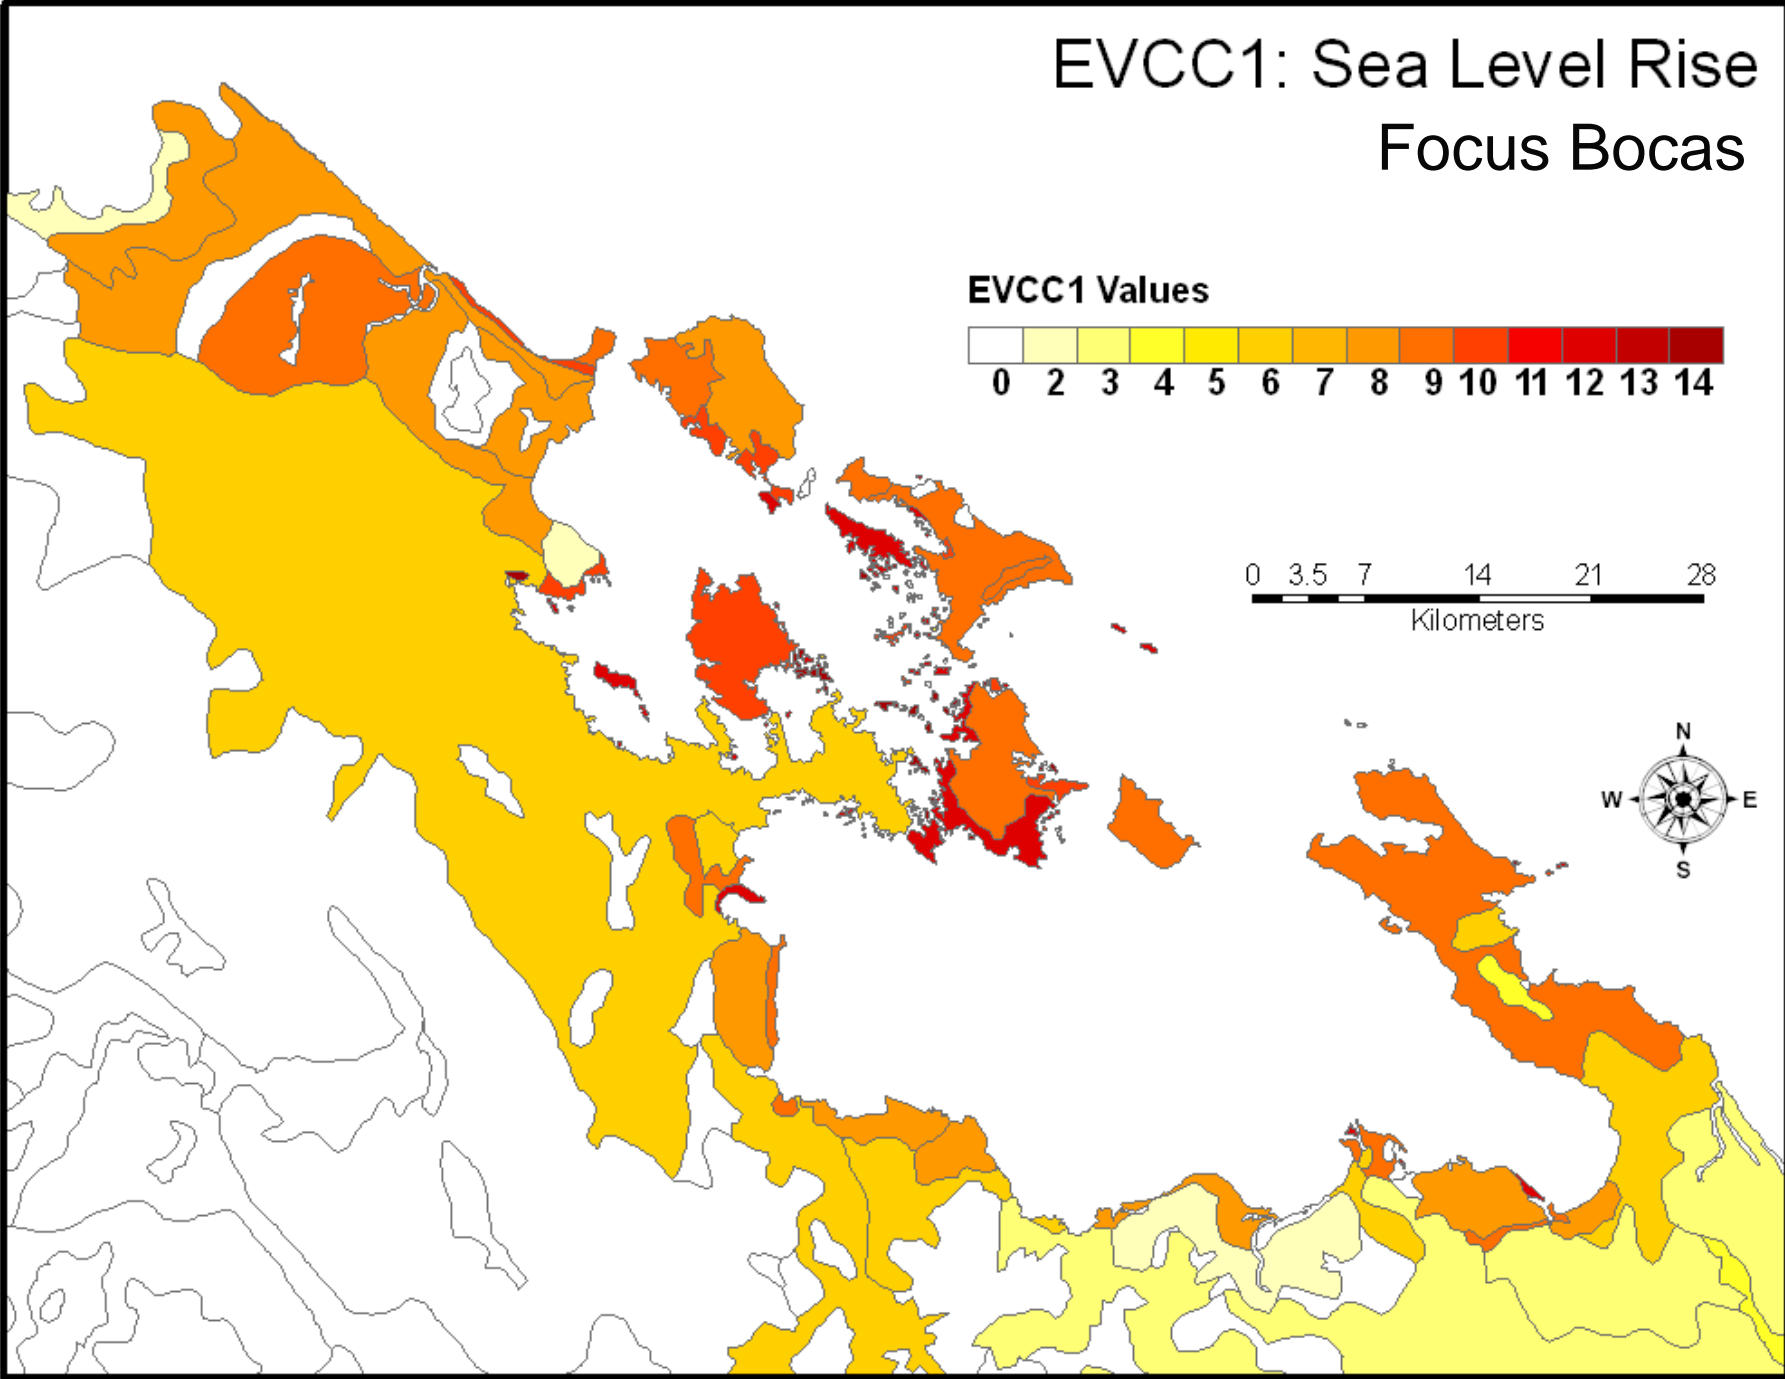 EVCC1: Sea Level Rise
Focus Bocas
EVCC1 Values
0 2 3 4 5 6 7 8 9 10 11 12 13 14
0 3.5 7 14 21 28
Kilometers
N
W E
S